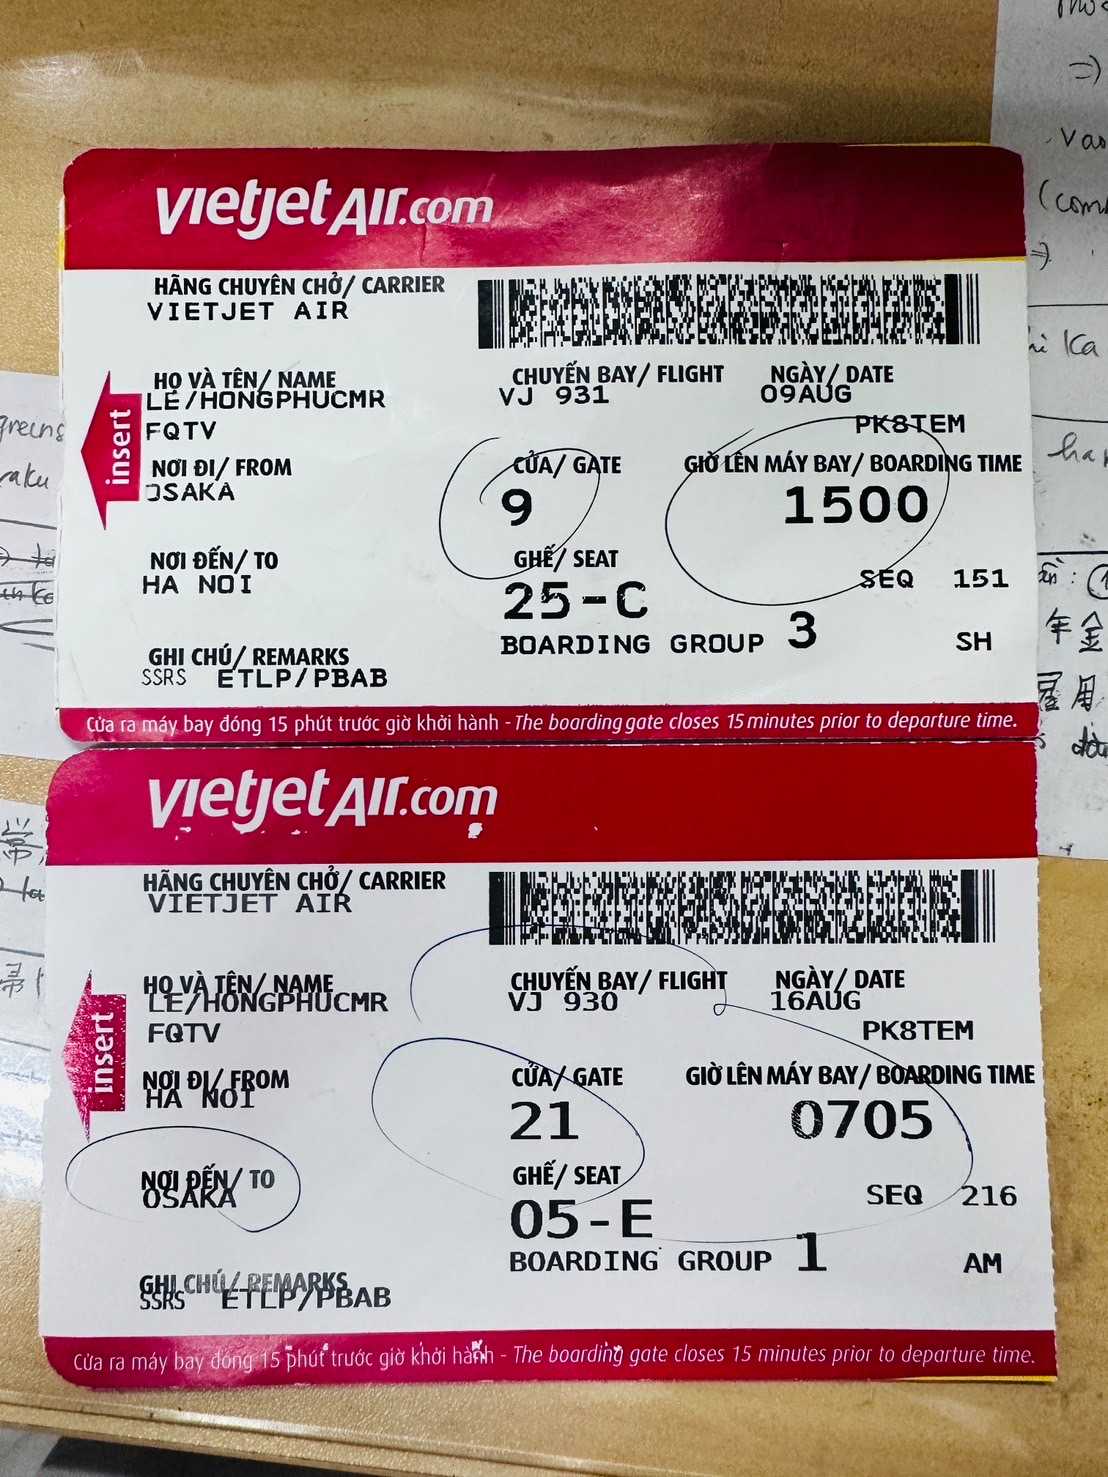 vietjetAir.com
HÃNG CHUYÊN CHỞ/ CARRIER
VIETJET AIR
HỌ VÀ TÊN/ NAME
CHUYẾN BAY/ FLIGHT
NGÀY/ DATE
LE/HONGPHUCMR
VJ 931
09AUG
FQTV
PK8TEM
insert
NƠI ĐI/ FROM
CỬA/ GATE
GIỜ LÊN MÁY BAY/ BOARDING TIME
OSAKA
9
1500
NƠI ĐẾN/ TO
GHẾ/ SEAT
HA NOI
25-C
SEQ 151
BOARDING GROUP 3
SH
GHI CHÚ/ REMARKS
SSRS ETLP/PBAB
Cửa ra máy bay đóng 15 phút trước giờ khởi hành - The boarding gate closes 15 minutes prior to departure time.
vietjetAir.com
HÃNG CHUYÊN CHỞ/ CARRIER
VIETJET AIR
HỌ VÀ TÊN/ NAME
CHUYẾN BAY/ FLIGHT
NGÀY/ DATE
LE/HONGPHUCMR
VJ 930
16AUG
FQTV
PK8TEM
insert
NƠI ĐI/ FROM
CỬA/ GATE
GIỜ LÊN MÁY BAY/ BOARDING TIME
HA NOI
21
0705
NƠI ĐẾN/ TO
GHẾ/ SEAT
OSAKA
05-E
SEQ 216
BOARDING GROUP 1
AM
GHI CHÚ/ REMARKS
SSRS ETLP/PBAB
Cửa ra máy bay đóng 15 phút trước giờ khởi hành - The boarding gate closes 15 minutes prior to departure time.
年金
雇用